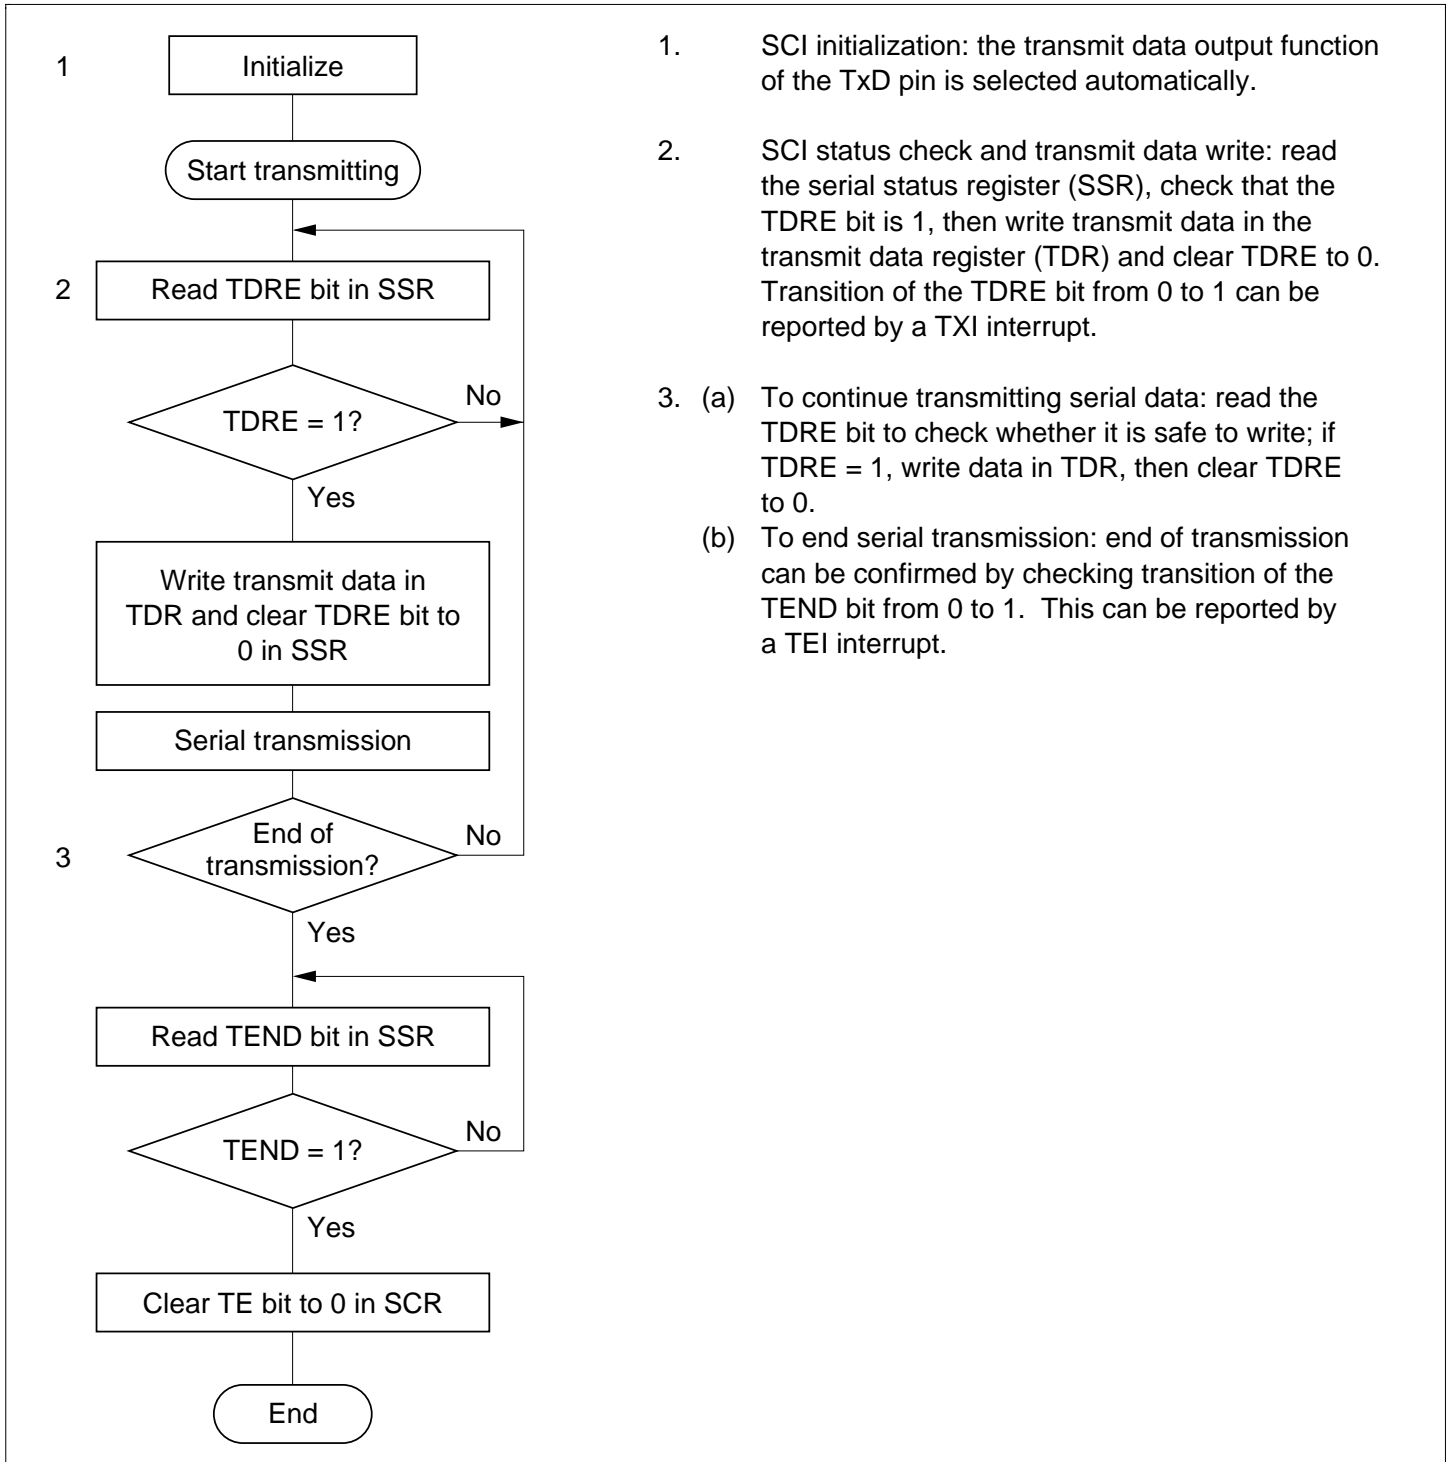 1
Initialize
Start transmitting
2
Read TDRE bit in SSR
TDRE = 1?
No
Yes
Write transmit data in
TDR and clear TDRE bit to
0 in SSR
Serial transmission
3
End of
transmission?
No
Yes
Read TEND bit in SSR
TEND = 1?
No
Yes
Clear TE bit to 0 in SCR
End
1. SCI initialization: the transmit data output function
of the TxD pin is selected automatically.
2. SCI status check and transmit data write: read
the serial status register (SSR), check that the
TDRE bit is 1, then write transmit data in the
transmit data register (TDR) and clear TDRE to 0.
Transition of the TDRE bit from 0 to 1 can be
reported by a TXI interrupt.
3. (a) To continue transmitting serial data: read the
TDRE bit to check whether it is safe to write; if
TDRE = 1, write data in TDR, then clear TDRE
to 0.
(b) To end serial transmission: end of transmission
can be confirmed by checking transition of the
TEND bit from 0 to 1. This can be reported by
a TEI interrupt.